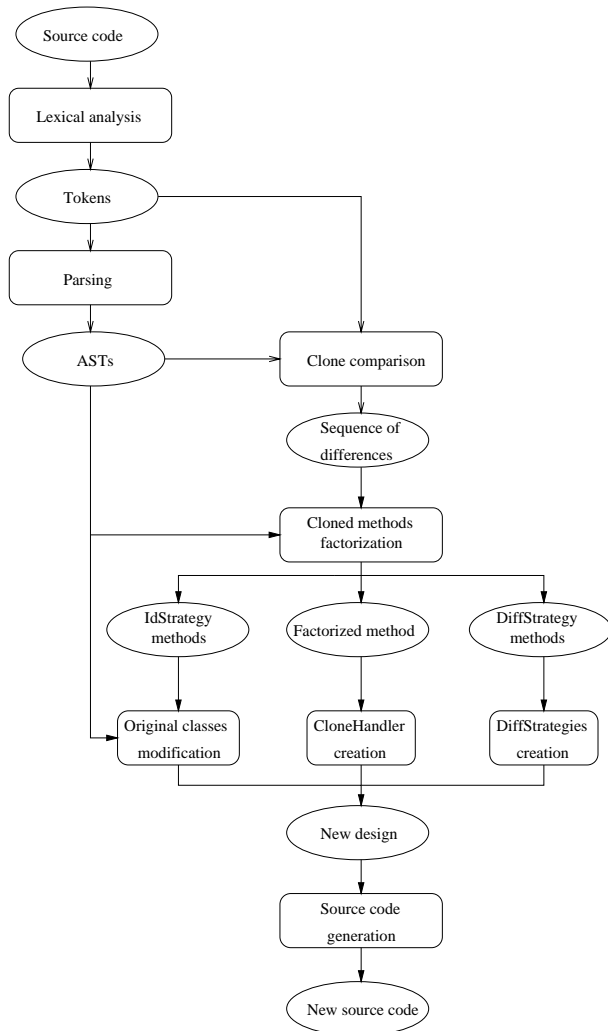 Source code
Lexical analysis
Tokens
Parsing
ASTs
Clone comparison
Sequence of
differences
Cloned methods
factorization
IdStrategy
methods
Factorized method
DiffStrategy
methods
Original classes
modification
CloneHandler
creation
DiffStrategies
creation
New design
Source code
generation
New source code